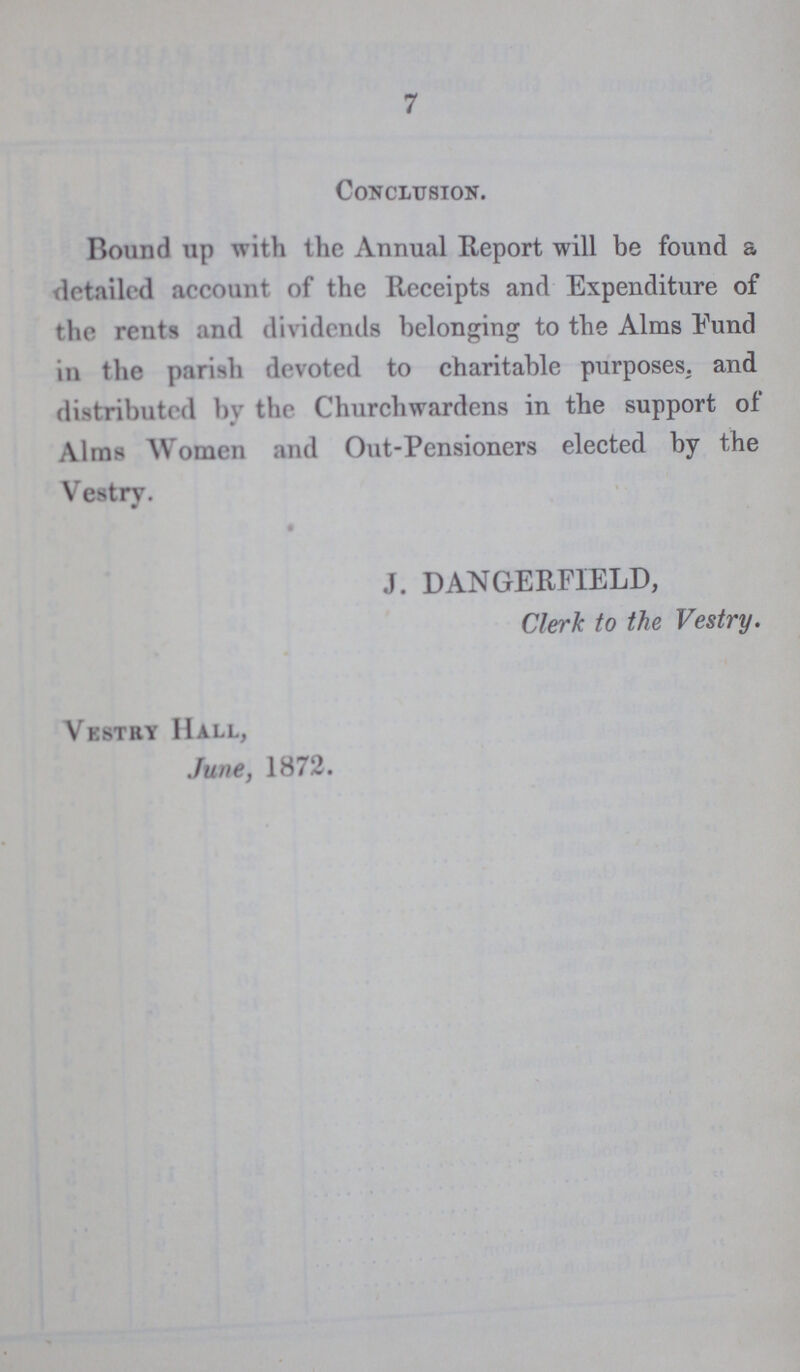 7
CONCLUSION.
Bound up with the Annual Report will be found a
detailed account of the Receipts and Expenditure of
the rents and dividends belonging to the Alms Fund
in the parish devoted to charitable purposes, and
distributed by the Churchwardens in the support of
Alms Women and Out-Pensioners elected by the
Vestry.
J. DANGERFIELD,
Clerk to the Vestry.
VESTRY HALL,
June, 1872.